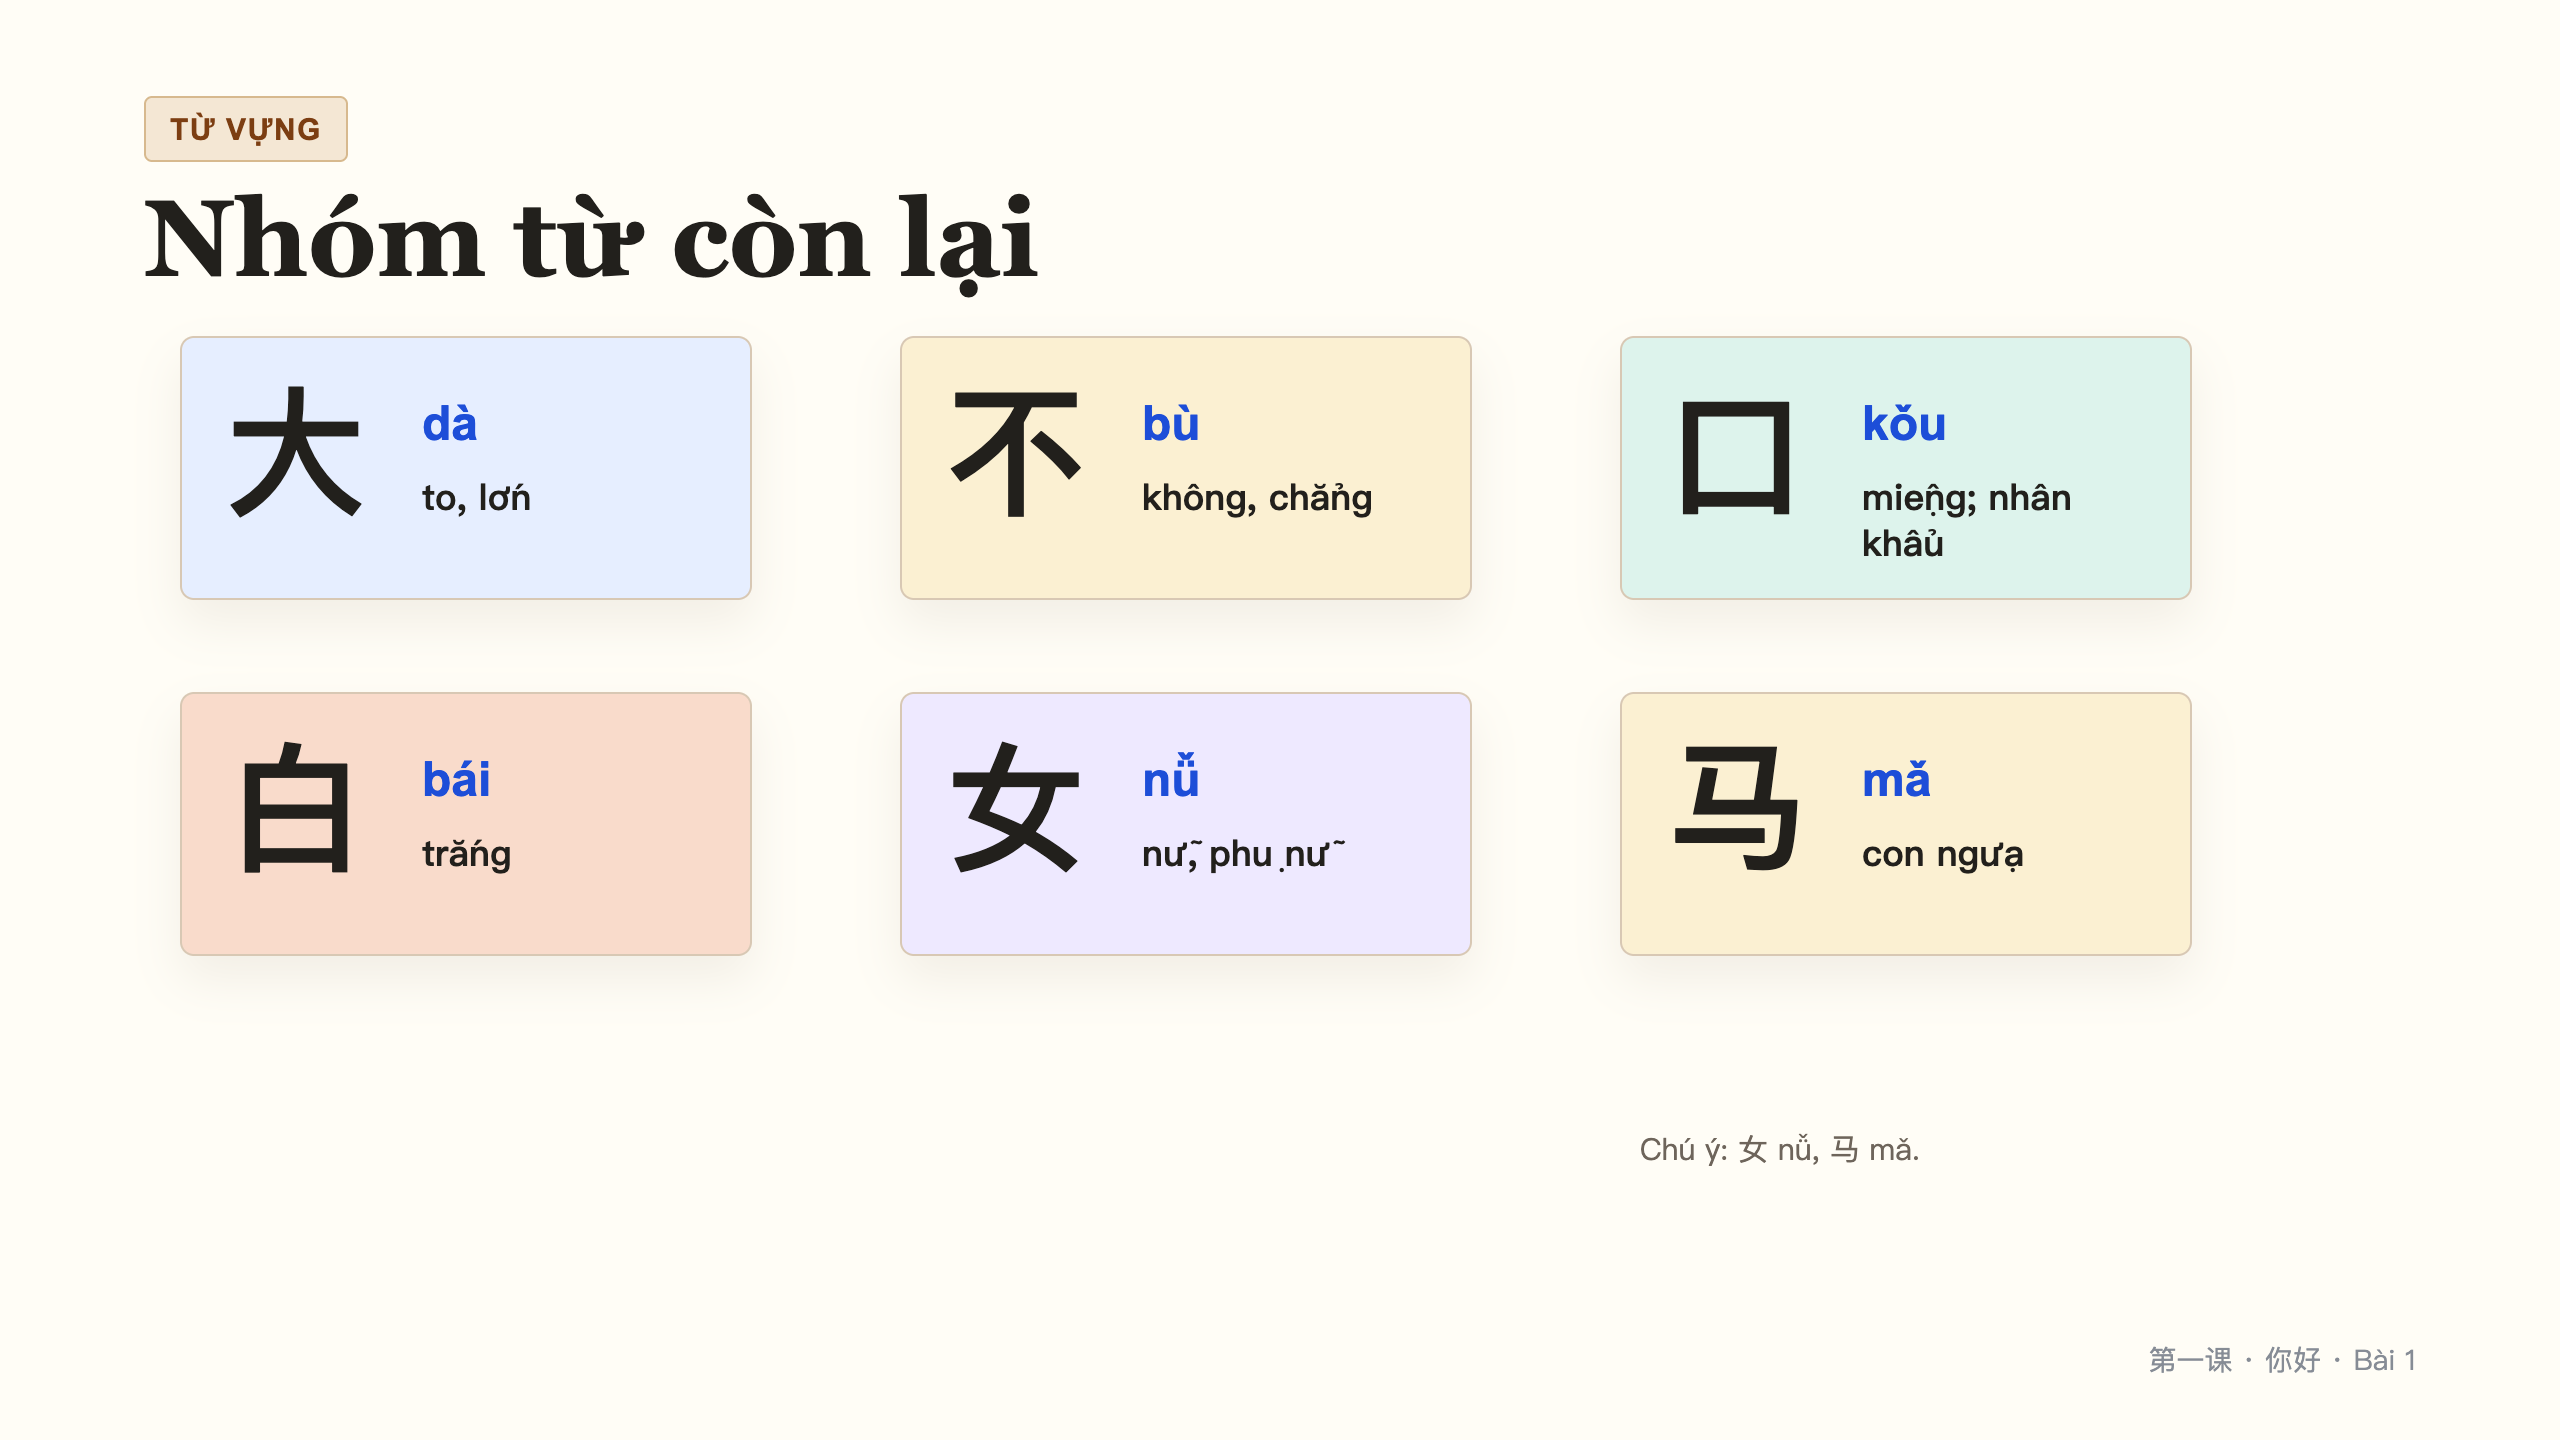 TỪ VỰNG
Nhóm từ còn lại
大
dà
to, lớn
不
bù
không, chẳng
口
kǒu
miệng; nhân
khẩu
白
bái
trắng
女
nǚ
nữ, phụ nữ
马
mǎ
con ngựa
Chú ý: 女 nǚ, 马 mǎ.
第一课 · 你好 · Bài 1